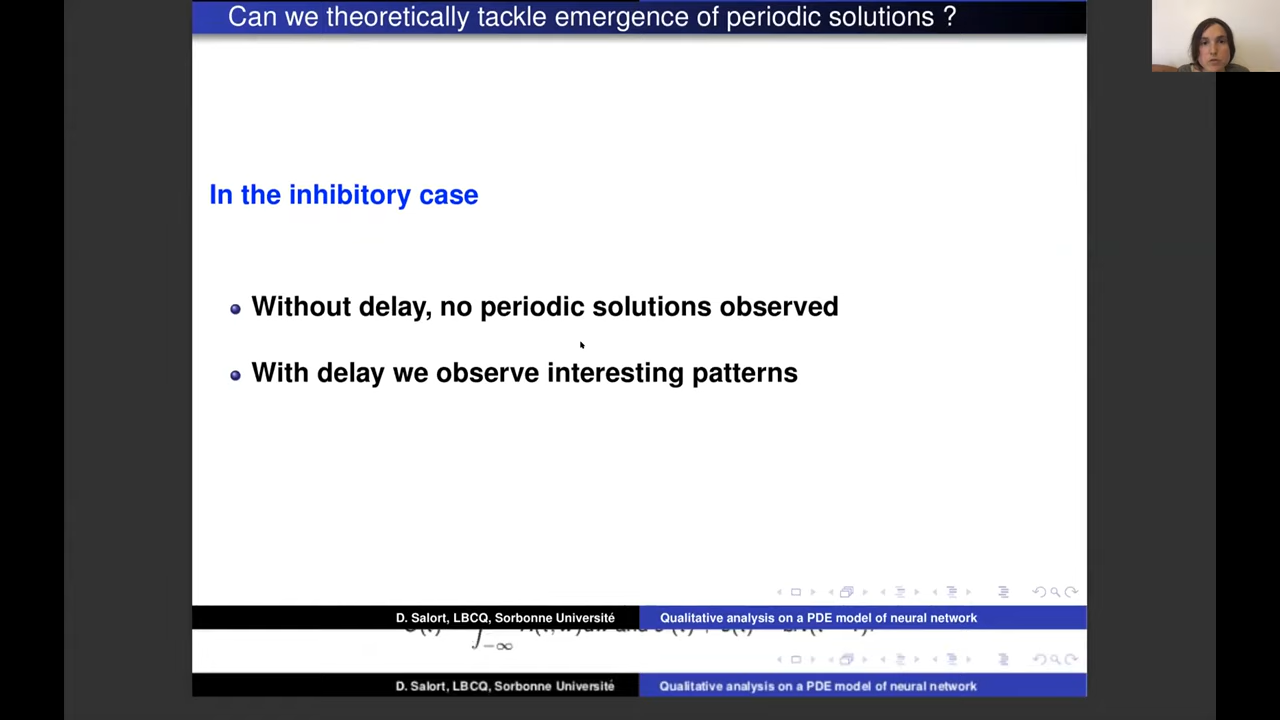 Can we theoretically tackle emergence of periodic solutions ?
In the inhibitory case
Without delay, no periodic solutions observed
With delay we observe interesting patterns
D. Salort, LBCQ, Sorbonne Université Qualitative analysis on a PDE model of neural network
−∞
D. Salort, LBCQ, Sorbonne Université Qualitative analysis on a PDE model of neural network